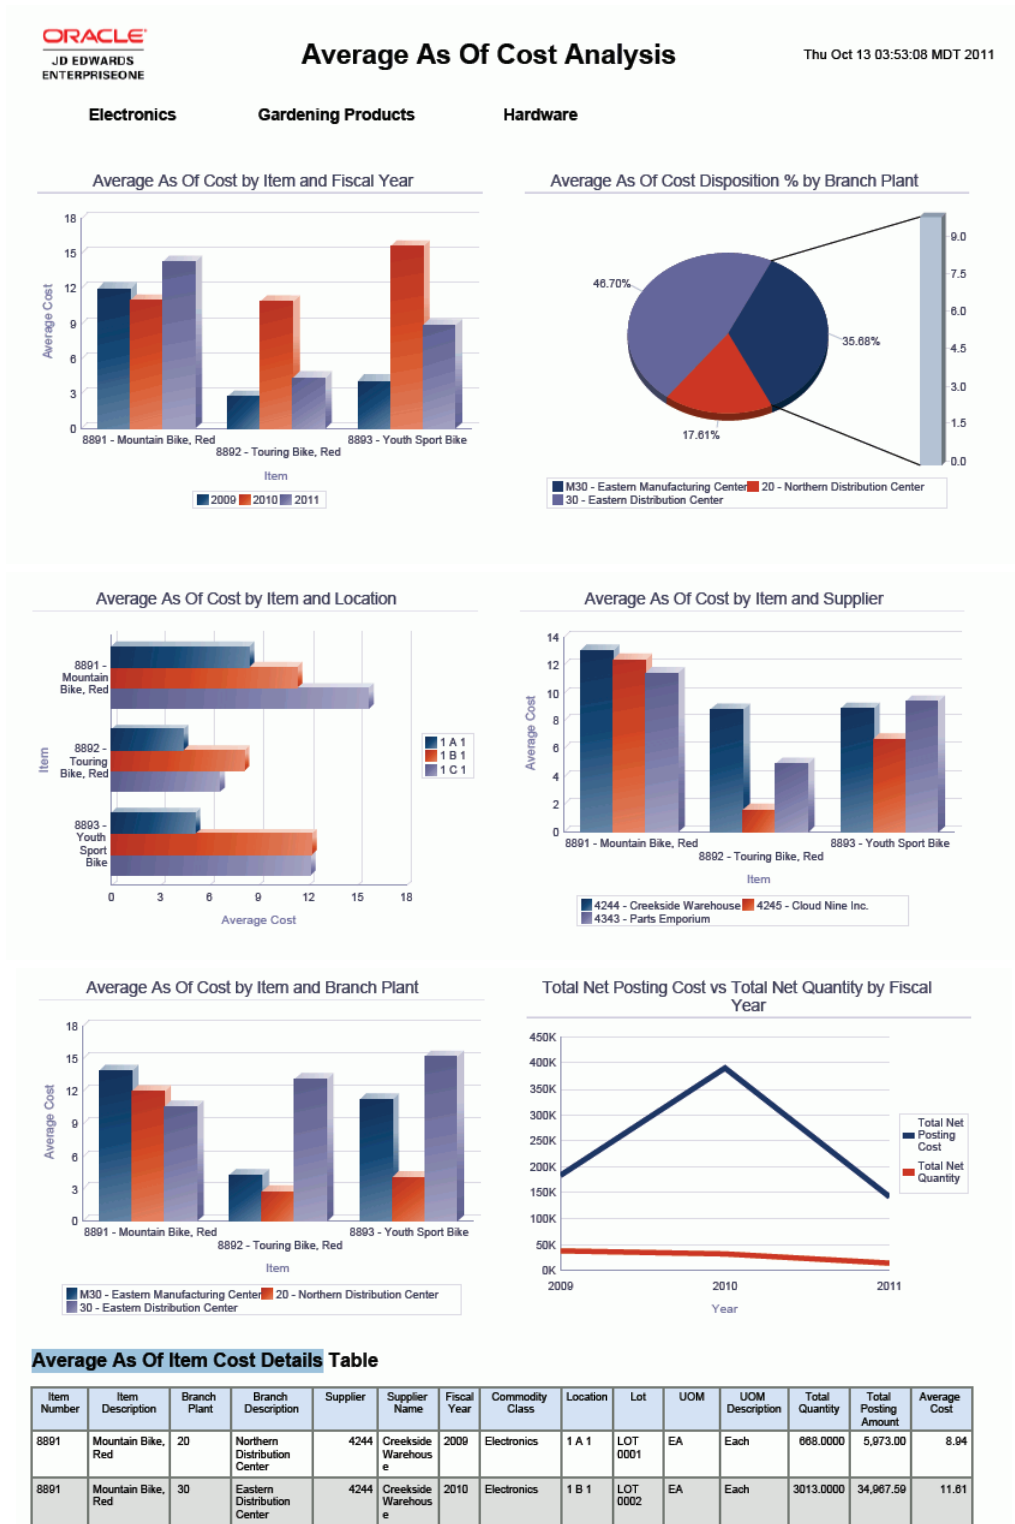 ORACLE
JD EDWARDS
ENTERPRISEONE
Average As Of Cost Analysis
Thu Oct 13 03:53:08 MDT 2011
Electronics
Gardening Products
Hardware
Average As Of Cost by Item and Fiscal Year
18
15
12
9
6
3
0
Average Cost
8891 - Mountain Bike, Red
8892 - Touring Bike, Red
8893 - Youth Sport Bike
Item
2009 2010 2011
Average As Of Cost Disposition % by Branch Plant
46.70%
35.68%
17.61%
9.0
7.5
6.0
4.5
3.0
1.5
0.0
M30 - Eastern Manufacturing Center 20 - Northern Distribution Center
30 - Eastern Distribution Center
Average As Of Cost by Item and Location
8891 -
Mountain
Bike, Red
8892 -
Touring
Bike, Red
8893 -
Youth
Sport
Bike
Item
0 3 6 9 12 15 18
Average Cost
1 A 1
1 B 1
1 C 1
Average As Of Cost by Item and Supplier
14
12
10
8
6
4
2
0
Average Cost
8891 - Mountain Bike, Red
8892 - Touring Bike, Red
8893 - Youth Sport Bike
Item
4244 - Creekside Warehouse 4245 - Cloud Nine Inc.
4343 - Parts Emporium
Average As Of Cost by Item and Branch Plant
18
15
12
9
6
3
0
Average Cost
8891 - Mountain Bike, Red
8892 - Touring Bike, Red
8893 - Youth Sport Bike
Item
M30 - Eastern Manufacturing Center 20 - Northern Distribution Center
30 - Eastern Distribution Center
Total Net Posting Cost vs Total Net Quantity by Fiscal
Year
450K
400K
350K
300K
250K
200K
150K
100K
50K
0K
2009 2010 2011
Year
Total Net
Posting
Cost
Total Net
Quantity
Average As Of Item Cost Details Table
Item
Number
Item
Description
Branch
Plant
Branch
Description
Supplier
Supplier
Name
Fiscal
Year
Commodity
Class
Location
Lot
UOM
UOM
Description
Total
Quantity
Total
Posting
Amount
Average
Cost
8891
Mountain Bike,
Red
20
Northern
Distribution
Center
4244
Creekside
Warehous
e
2009
Electronics
1 A 1
LOT
0001
EA
Each
668.0000
5,973.00
8.94
8891
Mountain Bike,
Red
30
Eastern
Distribution
Center
4244
Creekside
Warehous
e
2010
Electronics
1 B 1
LOT
0002
EA
Each
3013.0000
34,967.59
11.61